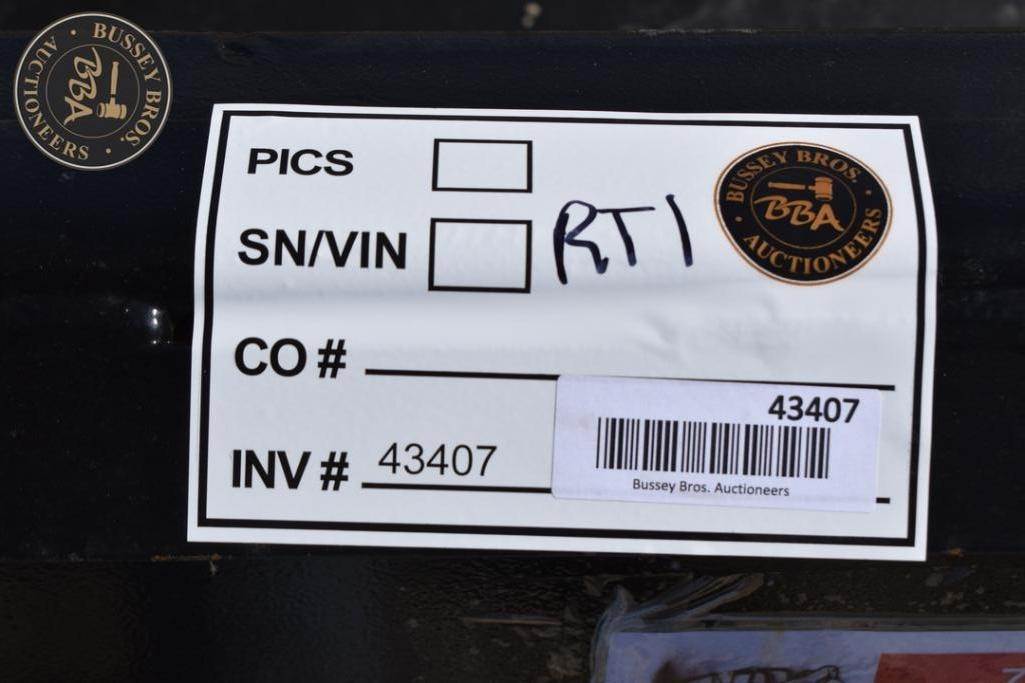 BUSSEY BROS.
AUCTIONEERS
BBA
PICS
SN/VIN
RT1
BUSSEY BROS.
BBA
AUCTIONEERS
CO #
INV # 43407
43407
Bussey Bros. Auctioneers